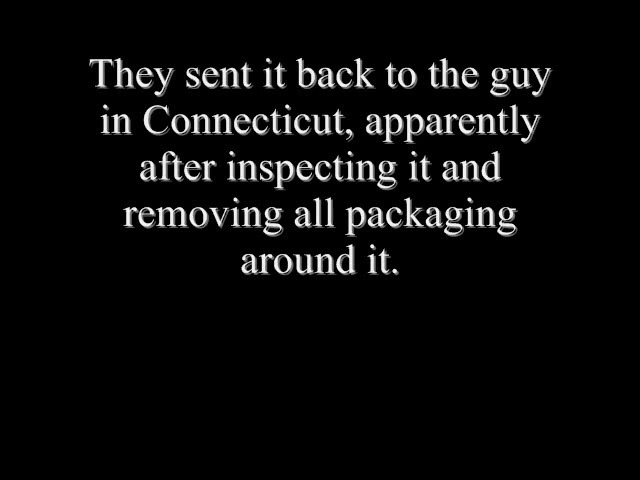 They sent it back to the guy
in Connecticut, apparently
after inspecting it and
removing all packaging
around it.